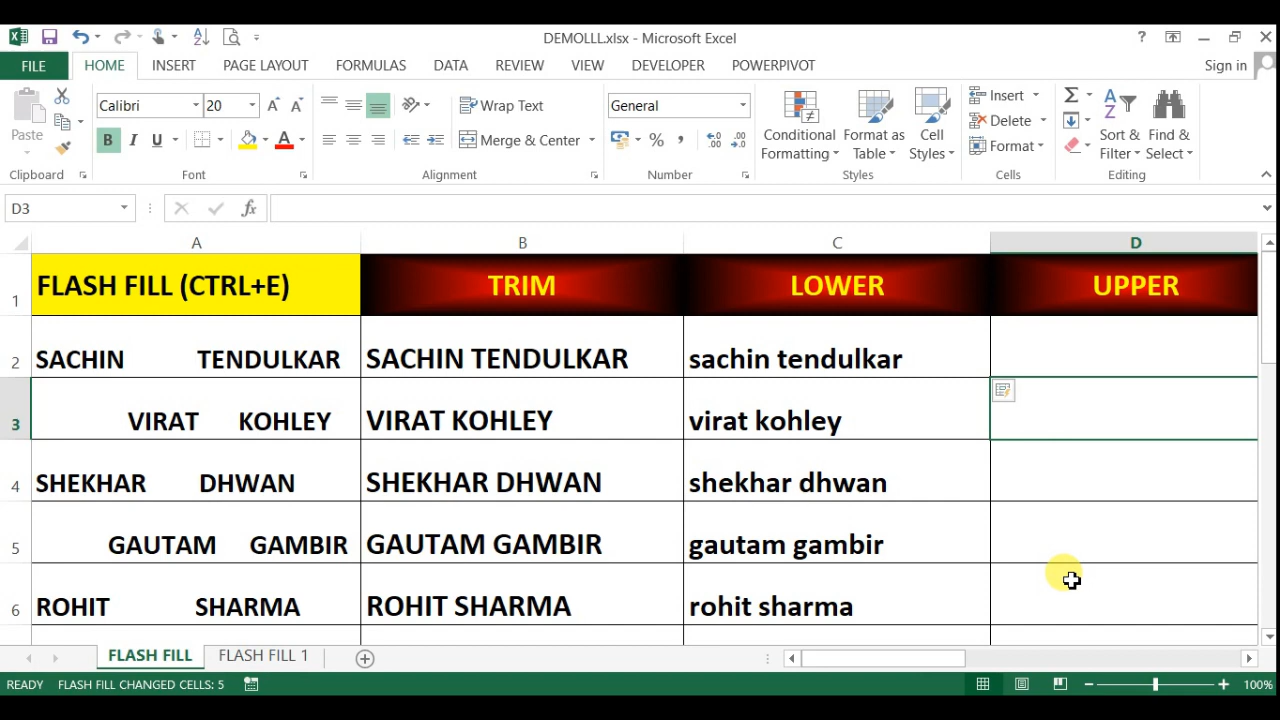 DEMOLLL.xlsx - Microsoft Excel
FILE HOME INSERT PAGE LAYOUT FORMULAS DATA REVIEW VIEW DEVELOPER POWERPIVOT Sign in
Paste
Calibri 20
B I U A
Wrap Text
Merge & Center
General
% ,
Conditional Formatting
Format as Table
Cell Styles
Insert
Delete
Format
Sort & Filter
Find & Select
Clipboard Font Alignment Number Styles Cells Editing
D3 fx
A B C D
1 FLASH FILL (CTRL+E) TRIM LOWER UPPER
2 SACHIN TENDULKAR SACHIN TENDULKAR sachin tendulkar
3 VIRAT KOHLEY VIRAT KOHLEY virat kohley
4 SHEKHAR DHWAN SHEKHAR DHWAN shekhar dhwan
5 GAUTAM GAMBIR GAUTAM GAMBIR gautam gambir
6 ROHIT SHARMA ROHIT SHARMA rohit sharma
FLASH FILL FLASH FILL 1
READY FLASH FILL CHANGED CELLS: 5 100%